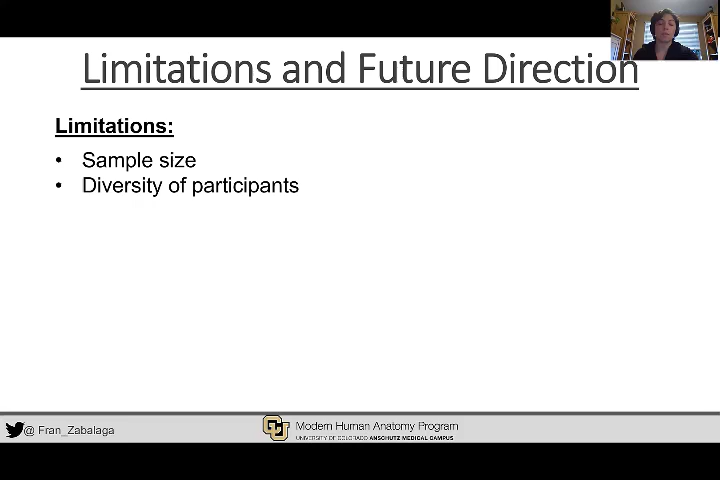 Limitations and Future Direction
Limitations:
• Sample size
• Diversity of participants
@ Fran_Zabalaga
CU
Modern Human Anatomy Program
UNIVERSITY OF COLORADO ANSCHUTZ MEDICAL CAMPUS